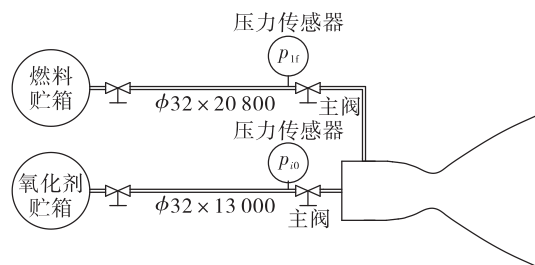 压力传感器
p1f
燃料
贮箱
ϕ32×20 800
主阀
压力传感器
pi0
氧化剂
贮箱
ϕ32×13 000
主阀